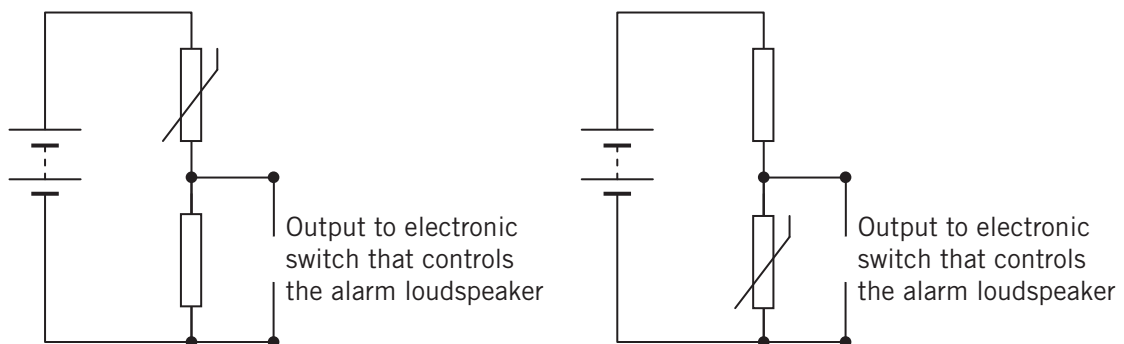 Output to electronic
switch that controls
the alarm loudspeaker
Output to electronic
switch that controls
the alarm loudspeaker